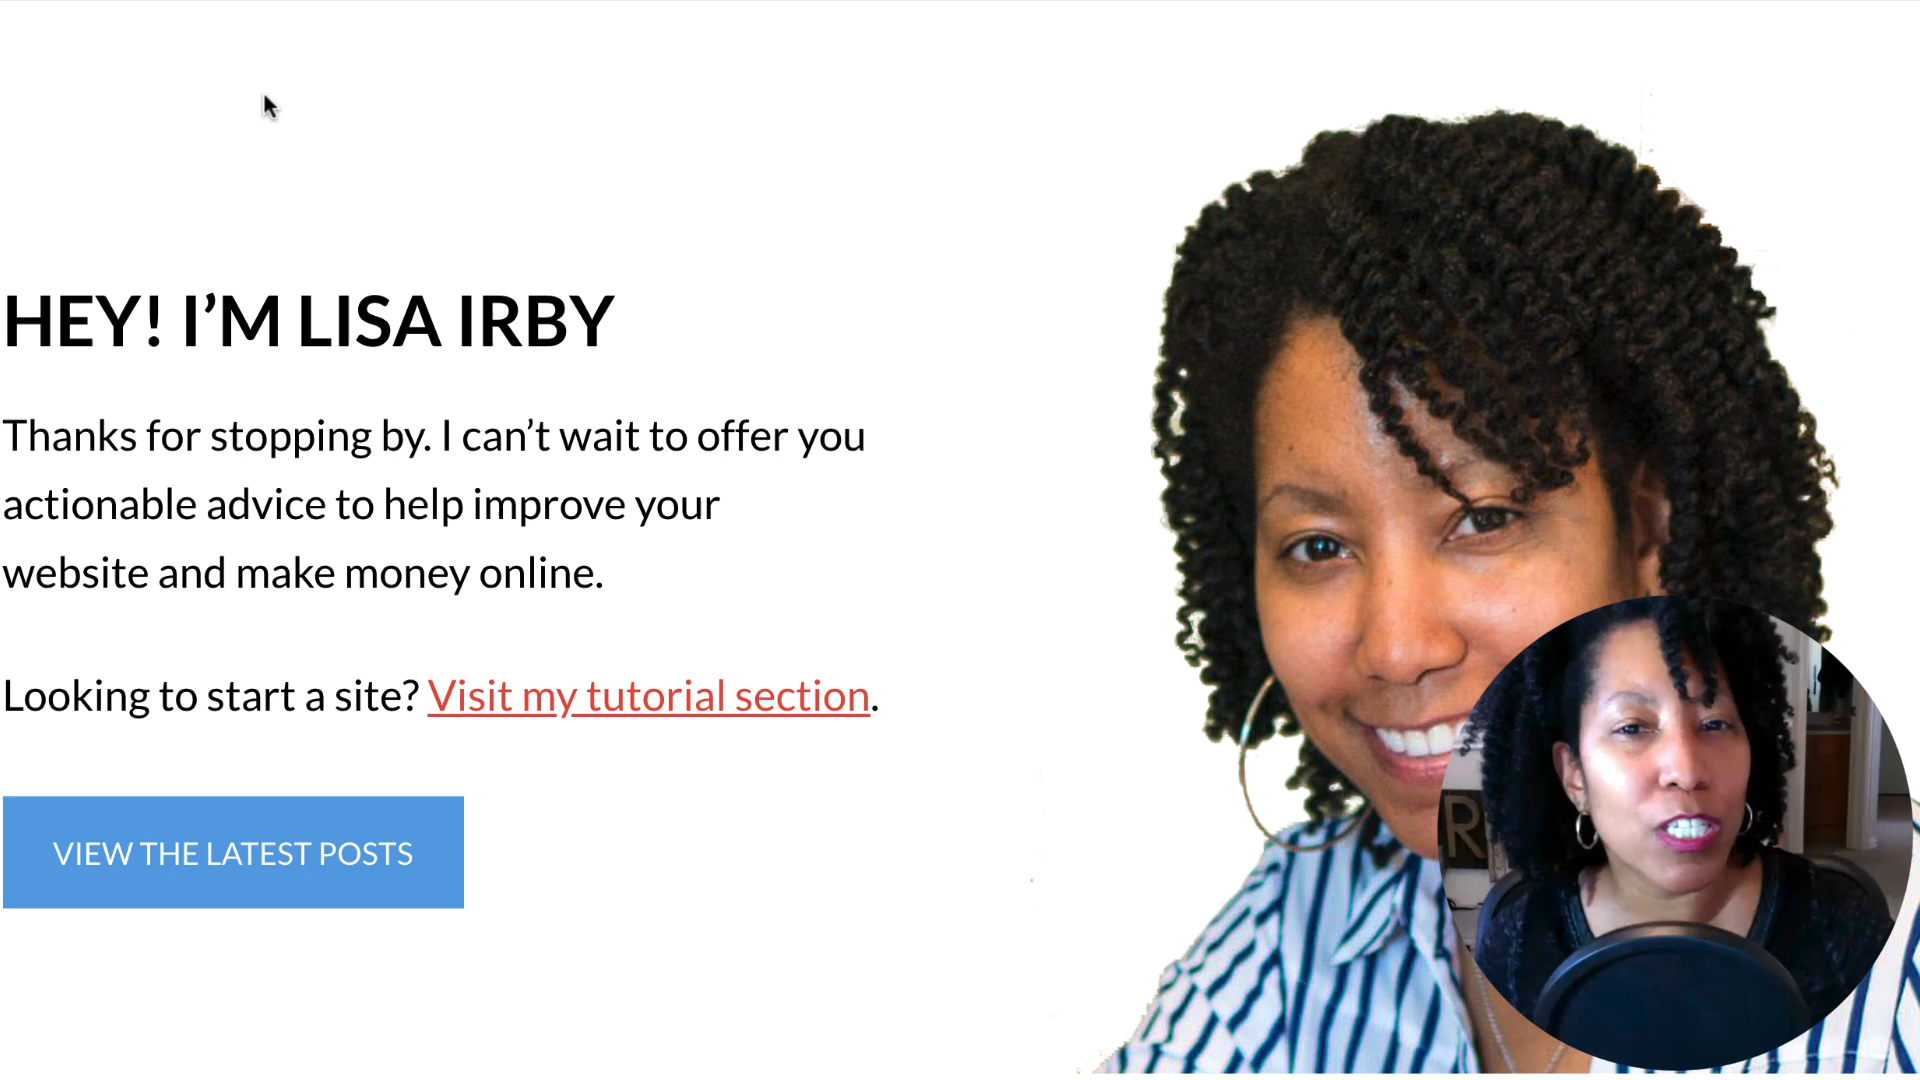 HEY! I’M LISA IRBY
Thanks for stopping by. I can’t wait to offer you
actionable advice to help improve your
website and make money online.
Looking to start a site? Visit my tutorial section.
VIEW THE LATEST POSTS
R